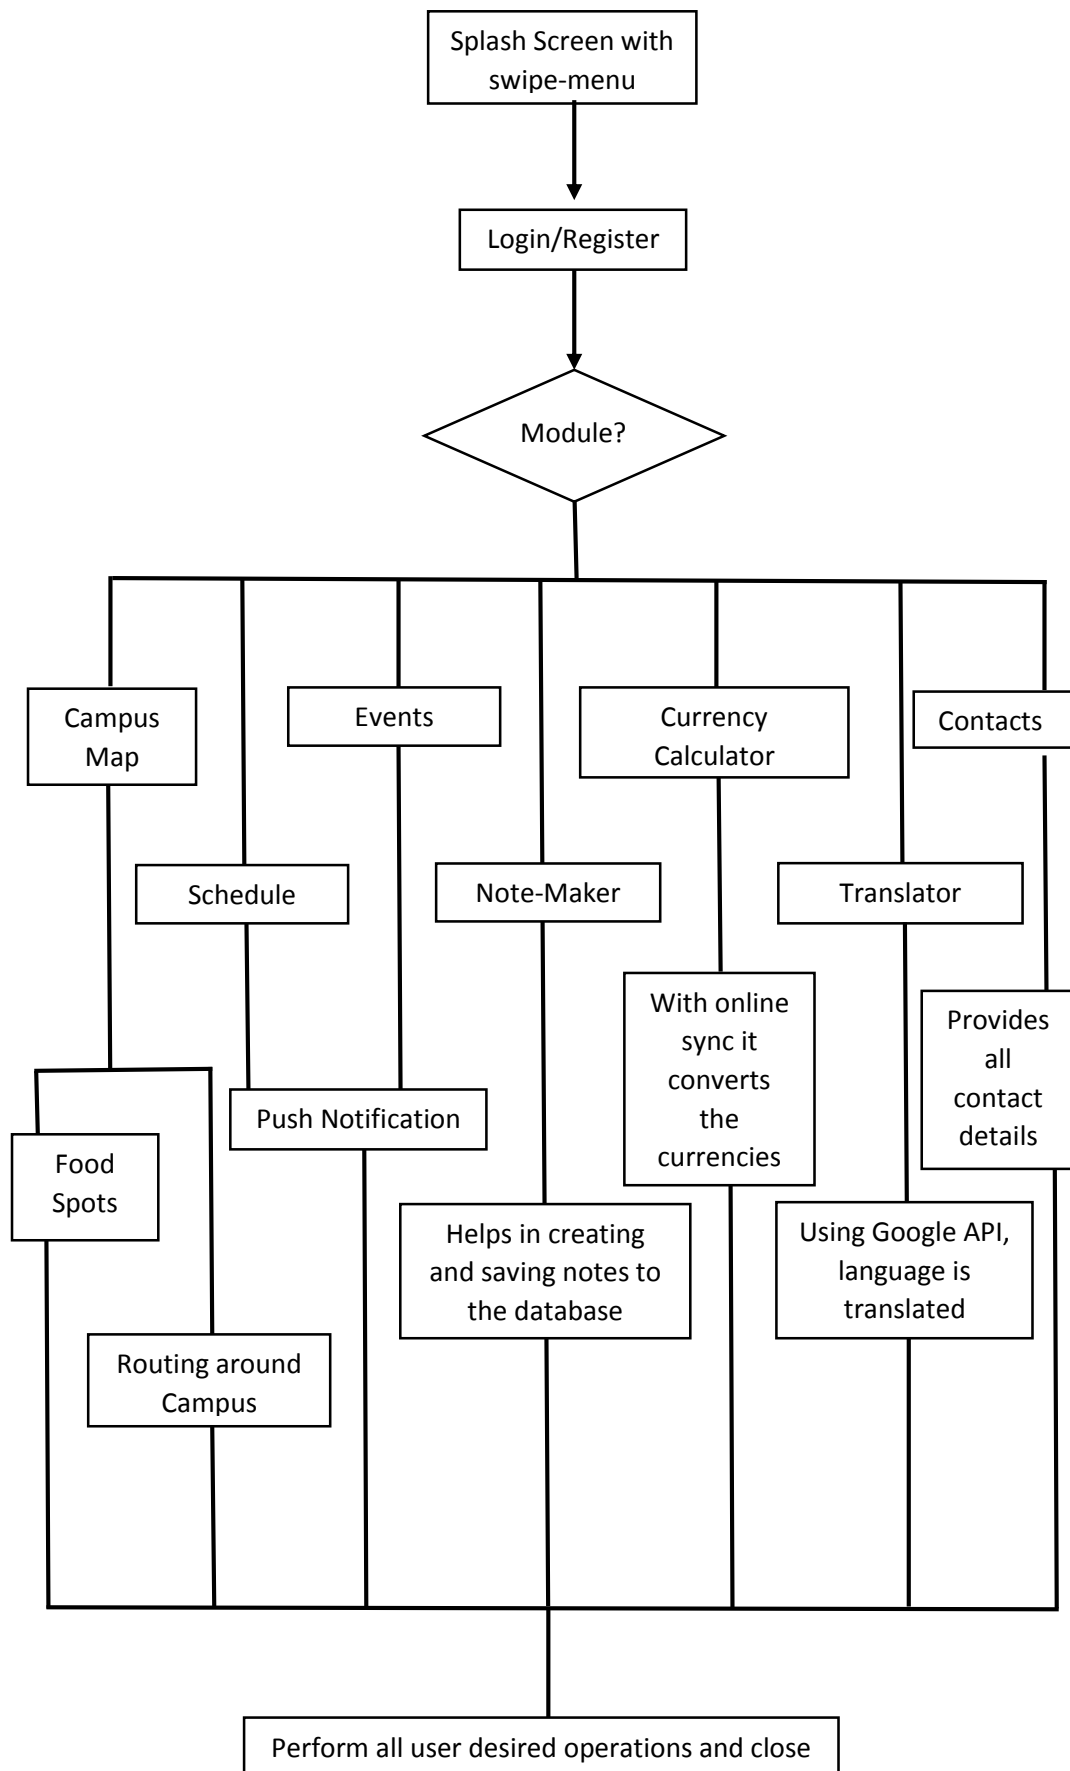 Splash Screen with
swipe-menu
Login/Register
Module?
Campus
Map
Events
Currency
Calculator
Contacts
Schedule
Note-Maker
Translator
With online
sync it
converts
the
currencies
Provides
all
contact
details
Push Notification
Food
Spots
Helps in creating
and saving notes to
the database
Using Google API,
language is
translated
Routing around
Campus
Perform all user desired operations and close